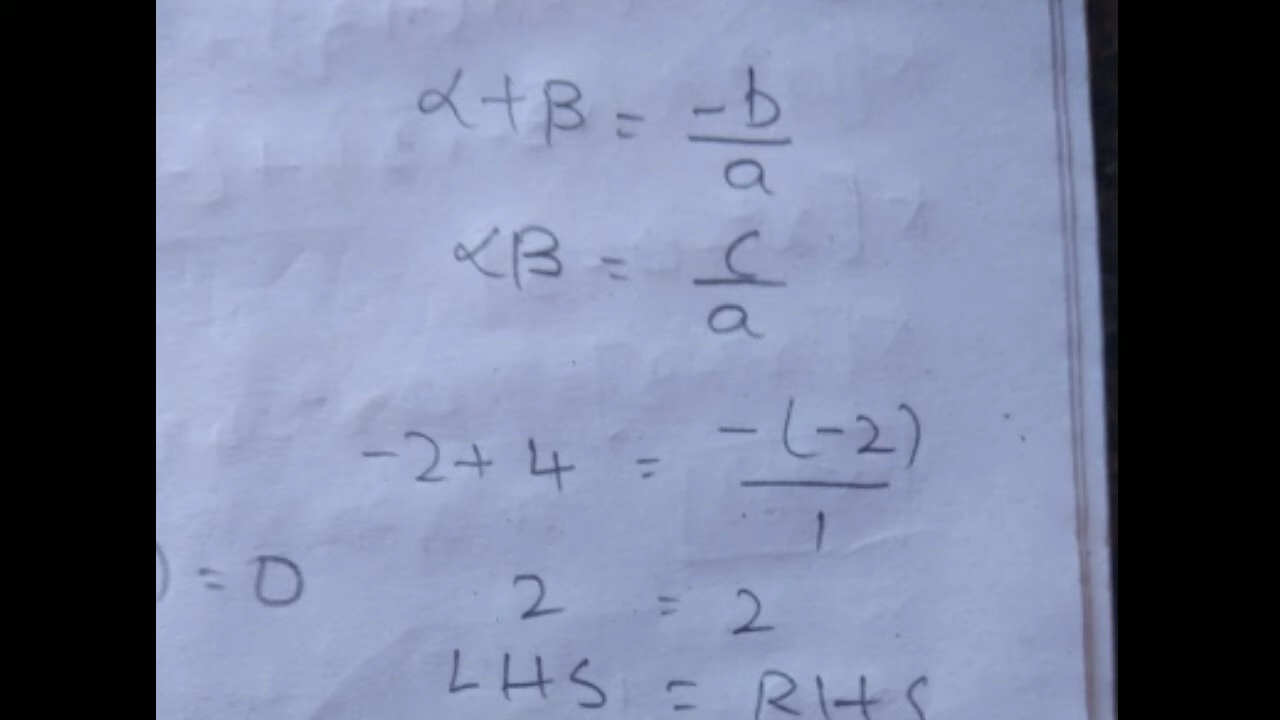 α+β = -b/a
αβ = c/a
-2+4 = -(-2)/1
) = 0
2 = 2
LHS = RHS